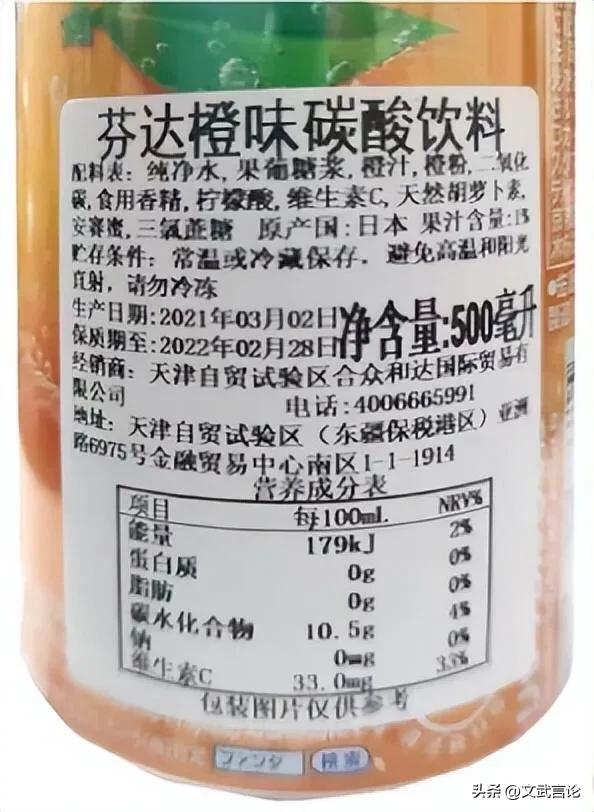 芬达橙味碳酸饮料
配料表: 纯净水, 果葡糖浆, 橙汁, 橙粉, 二氧化
碳, 食用香精, 柠檬酸, 维生素C, 天然胡萝卜素,
安赛蜜, 三氯蔗糖 原产国: 日本 果汁含量:1%
贮存条件: 常温或冷藏保存, 避免高温和阳光
直射, 请勿冷冻
生产日期:2021年03月02日
保质期至:2022年02月28日
净含量:500毫升
经销商: 天津自贸试验区合众和达国际贸易有
限公司 电话:4006665991
地址: 天津自贸试验区（东疆保税港区）亚洲
路6975号金融贸易中心南区1-1-1914
营养成分表
项目 每100mL NRV%
能量 179kJ 2%
蛋白质 0g 0%
脂肪 0g 0%
碳水化合物 10.5g 4%
钠 0mg 0%
维生素C 33.0mg 33%
包装图片仅供参考
ファンタ 検索
头条 @文武言论